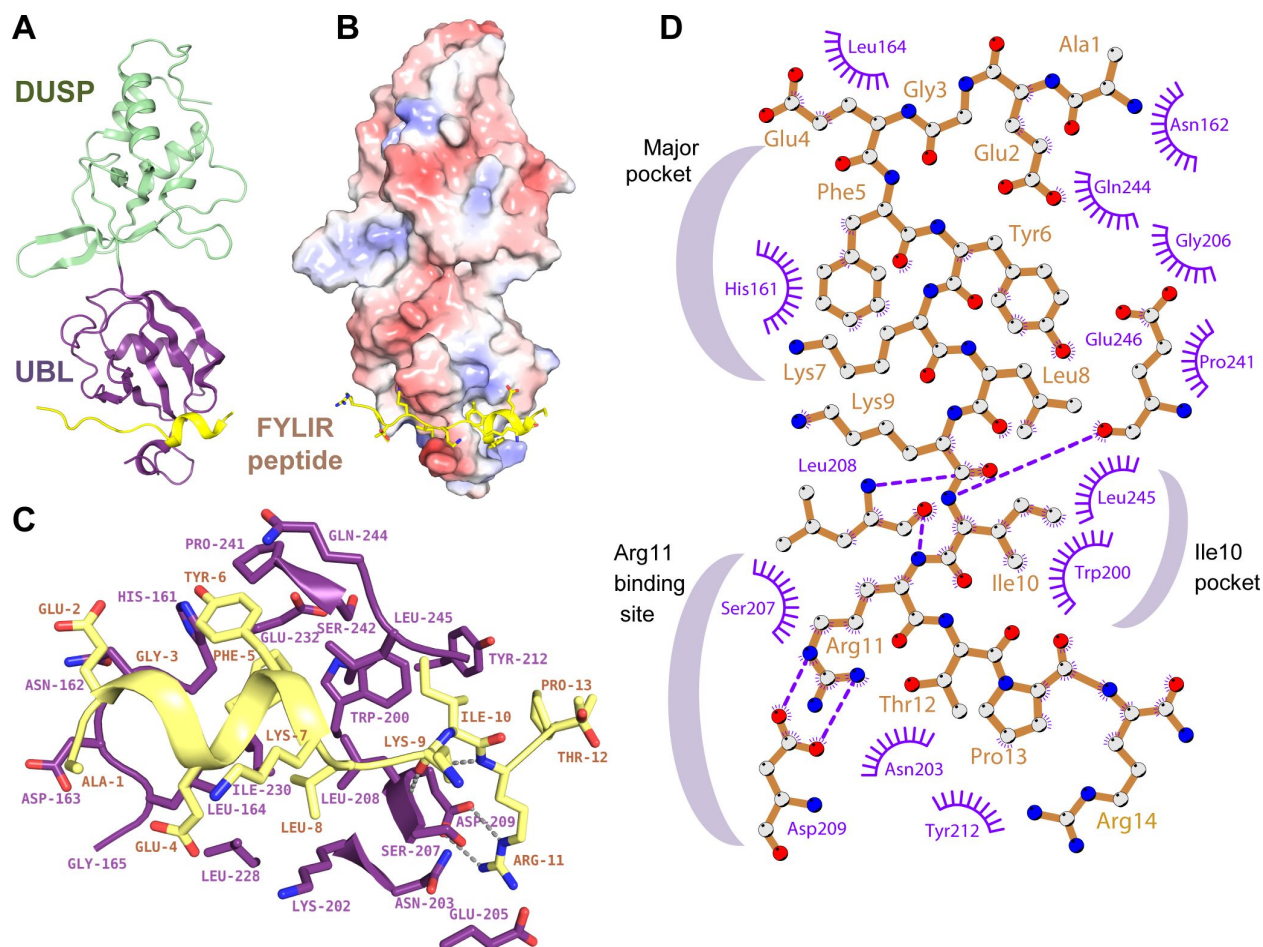 A
DUSP
UBL
FYLIR
peptide
B
C
GLN-244
PRO-241
TYR-6
HIS-161
GLU-2
GLU-232
SER-242
LEU-245
GLY-3
PHE-5
TYR-212
ASN-162
PRO-13
TRP-200
ILE-10
LYS-7
LYS-9
THR-12
ALA-1
ILE-230
ASP-163
LEU-164
LEU-208
LEU-8
ASP-209
GLU-4
SER-207
GLY-165
ARG-11
LEU-228
LYS-202
ASN-203
GLU-205
D
Leu164
Ala1
Gly3
Asn162
Glu4
Glu2
Major
pocket
Gln244
Phe5
Tyr6
Gly206
His161
Glu246
Pro241
Lys7
Leu8
Lys9
Leu208
Leu245
Arg11
binding
site
Ile10
pocket
Ile10
Trp200
Ser207
Arg11
Thr12
Pro13
Asn203
Asp209
Tyr212
Arg14